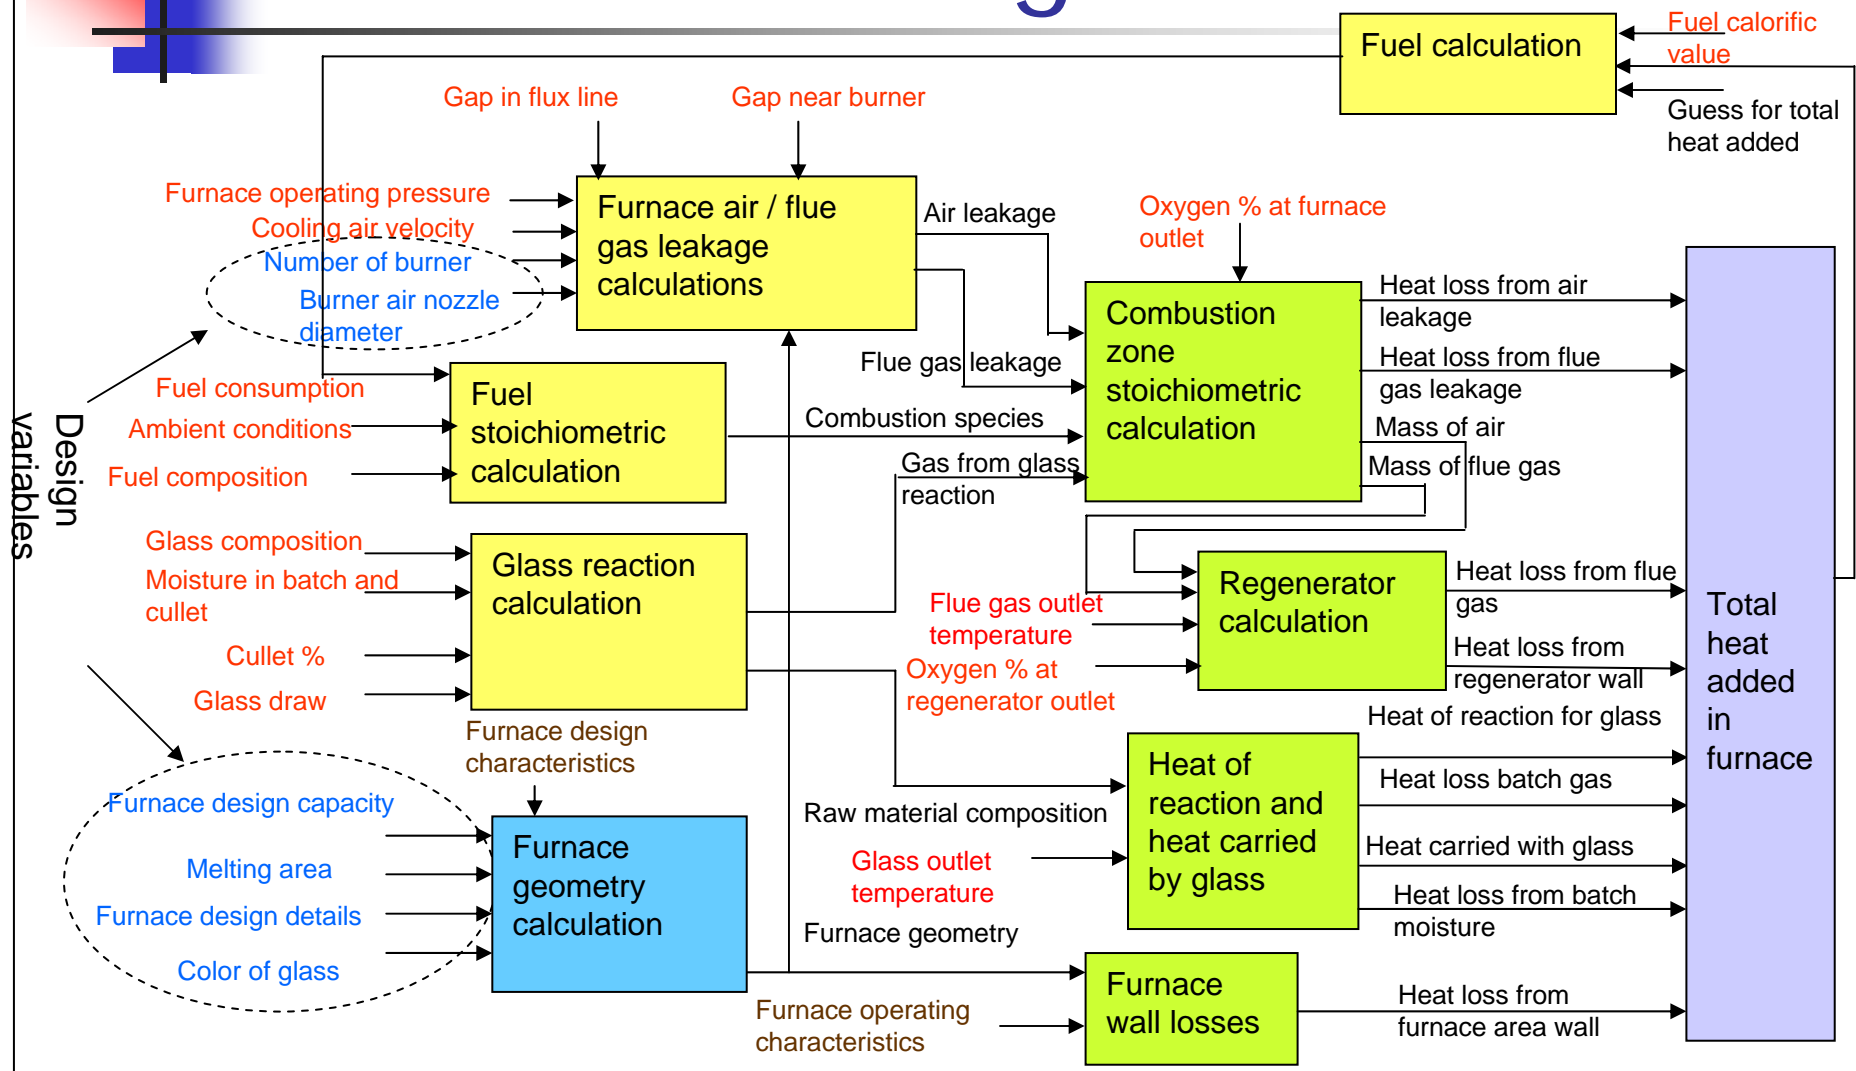 g
Fuel calculation
Fuel calorific
value
Guess for total
heat added
Gap in flux line
Gap near burner
Furnace operating pressure
Cooling air velocity
Number of burner
Burner air nozzle
diameter
Furnace air / flue
gas leakage
calculations
Air leakage
Flue gas leakage
Oxygen % at furnace
outlet
Combustion
zone
stoichiometric
calculation
Heat loss from air
leakage
Heat loss from flue
gas leakage
Mass of air
Mass of flue gas
Fuel consumption
Ambient conditions
Fuel composition
Fuel
stoichiometric
calculation
Combustion species
Gas from glass
reaction
Design
variables
Glass composition
Moisture in batch and
cullet
Cullet %
Glass draw
Glass reaction
calculation
Flue gas outlet
temperature
Oxygen % at
regenerator outlet
Regenerator
calculation
Heat loss from flue
gas
Heat loss from
regenerator wall
Total
heat
added
in
furnace
Furnace design
characteristics
Furnace design capacity
Melting area
Furnace design details
Color of glass
Furnace
geometry
calculation
Raw material composition
Glass outlet
temperature
Furnace geometry
Heat of
reaction and
heat carried
by glass
Heat of reaction for glass
Heat loss batch gas
Heat carried with glass
Heat loss from batch
moisture
Furnace operating
characteristics
Furnace
wall losses
Heat loss from
furnace area wall